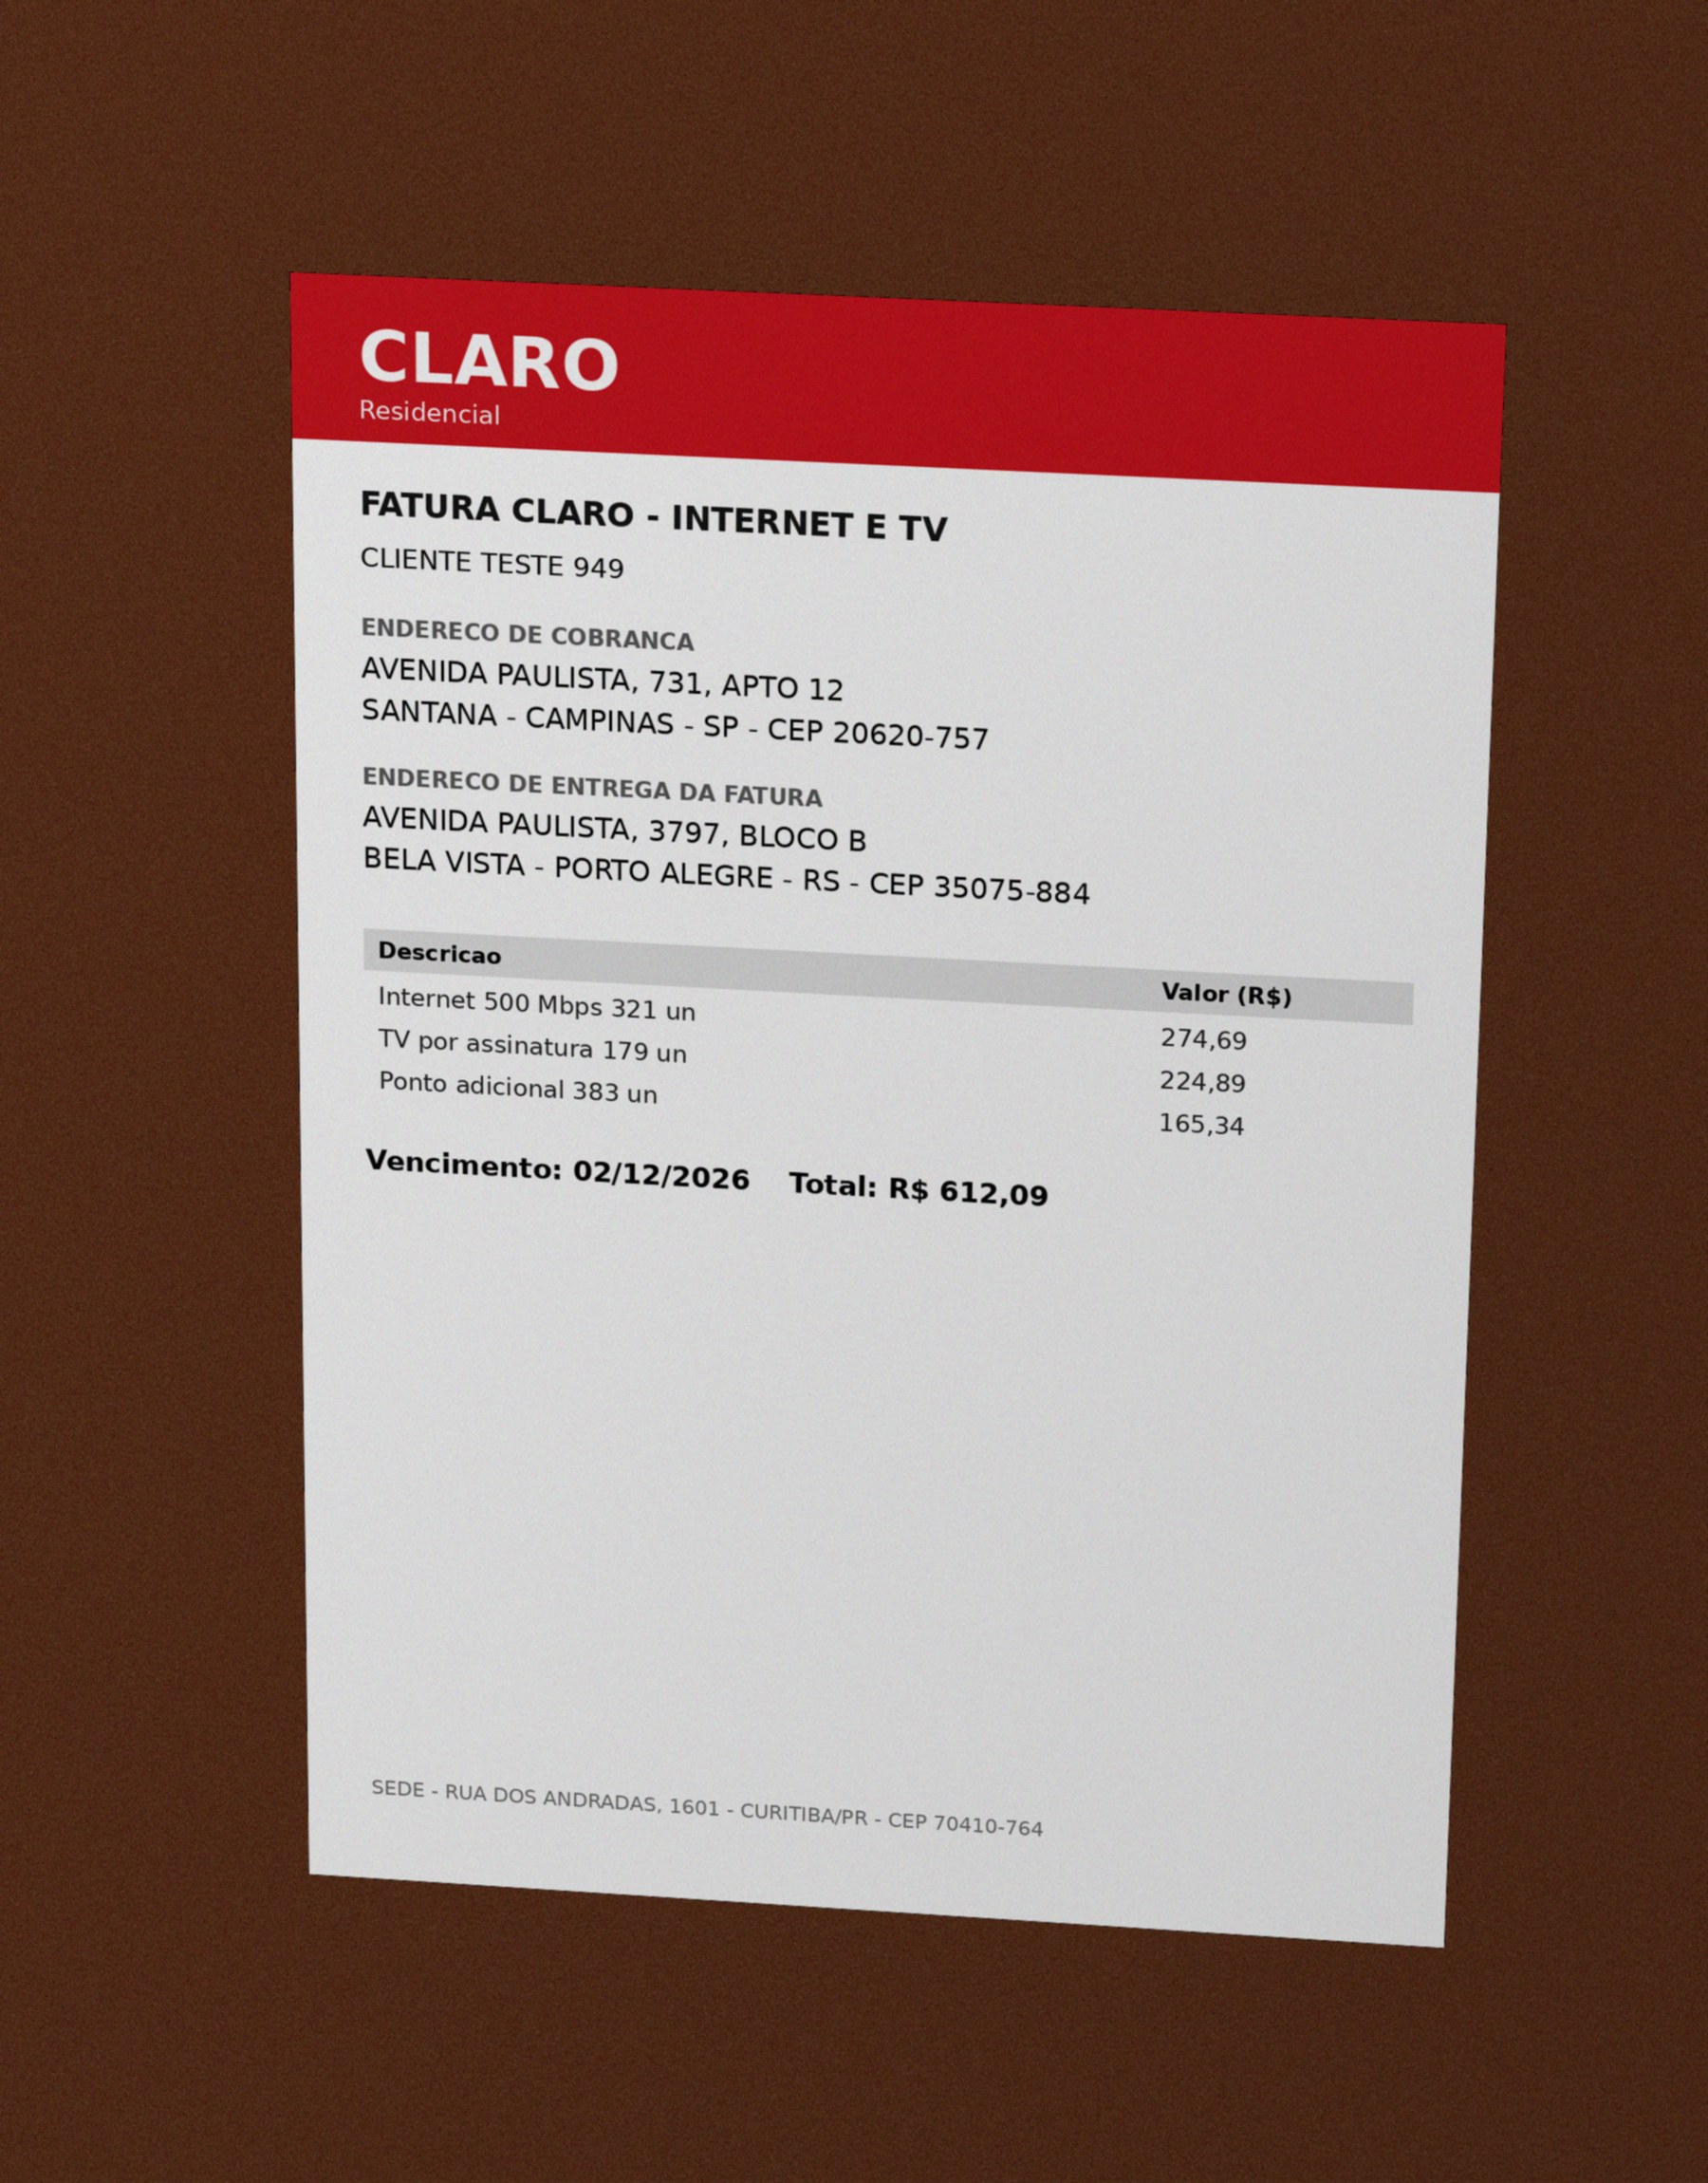 CLARO
Residencial
FATURA CLARO - INTERNET E TV
CLIENTE TESTE 949
ENDERECO DE COBRANCA
AVENIDA PAULISTA, 731, APTO 12
SANTANA - CAMPINAS - SP - CEP 20620-757
ENDERECO DE ENTREGA DA FATURA
AVENIDA PAULISTA, 3797, BLOCO B
BELA VISTA - PORTO ALEGRE - RS - CEP 35075-884
Descricao Valor (R$)
Internet 500 Mbps 321 un 274,69
TV por assinatura 179 un 224,89
Ponto adicional 383 un 165,34
Vencimento: 02/12/2026 Total: R$ 612,09
SEDE - RUA DOS ANDRADAS, 1601 - CURITIBA/PR - CEP 70410-764